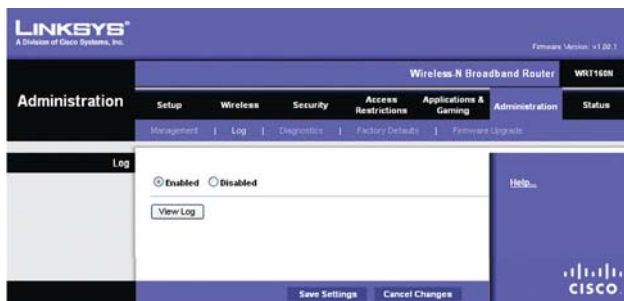 LINKSYS®
A Division of Cisco Systems, Inc.
Firmware Version: v1.00.1
Wireless-N Broadband Router WRT160N
Administration
Setup Wireless Security Access Restrictions Applications & Gaming Administration Status
Management | Log | Diagnostics | Factory Defaults | Firmware Upgrade
Log
Enabled Disabled
Help...
View Log
Save Settings Cancel Changes
CISCO